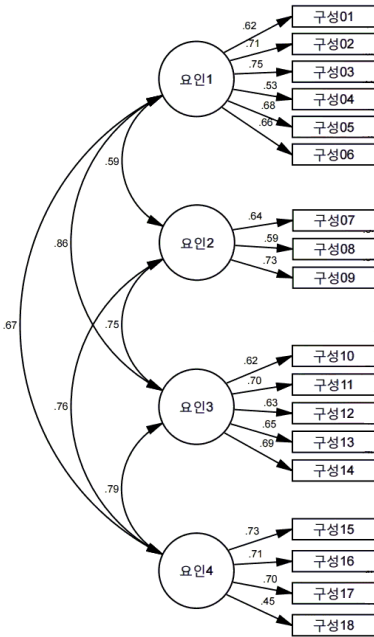 구성01
.62
구성02
.71
구성03
.75
요인1
구성04
.53
구성05
.68
구성06
.66
.59
구성07
.64
.86
요인2
구성08
.59
구성09
.73
.67
.75
구성10
.62
구성11
.70
.76
요인3
구성12
.63
구성13
.65
구성14
.69
.79
구성15
.73
구성16
.71
요인4
구성17
.70
구성18
.45